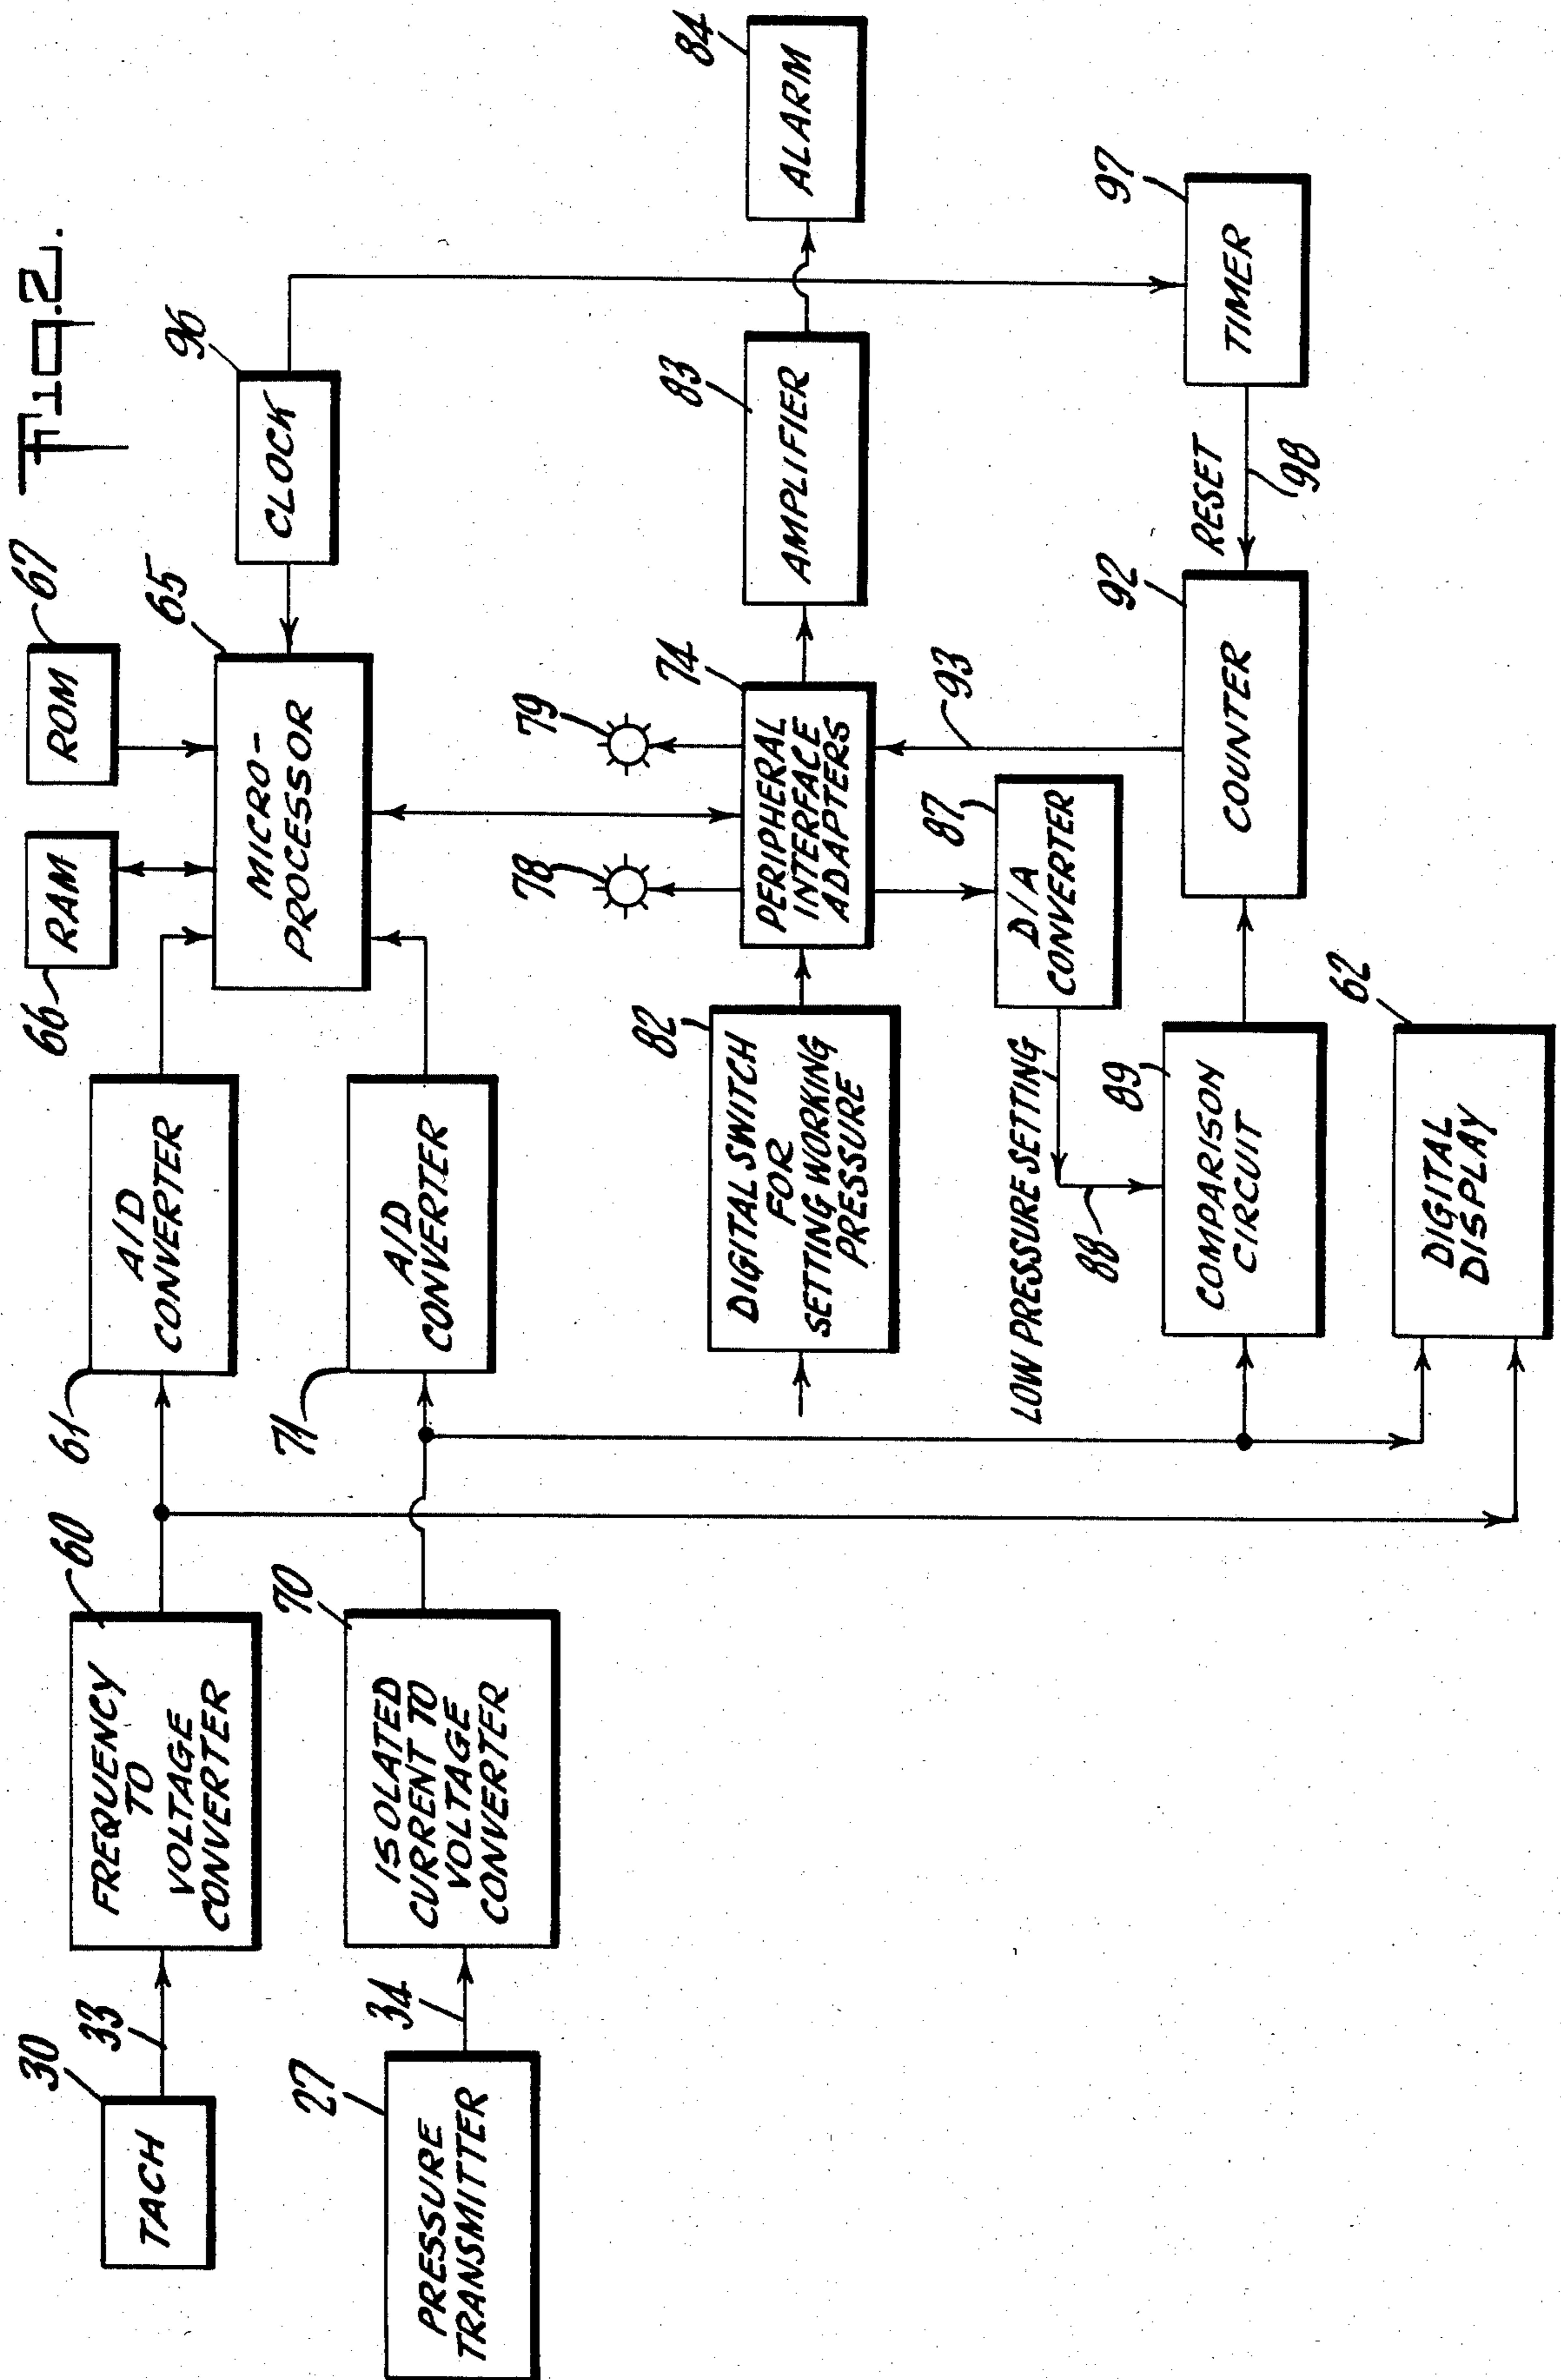 Fig. 2.
30
TACH
33
60
FREQUENCY
TO
VOLTAGE
CONVERTER
61
A/D
CONVERTER
66
RAM
67
ROM
65
MICRO-
PROCESSOR
96
CLOCK
27
PRESSURE
TRANSMITTER
34
70
ISOLATED
CURRENT TO
VOLTAGE
CONVERTER
71
A/D
CONVERTER
78
79
82
DIGITAL SWITCH
FOR
SETTING WORKING
PRESSURE
74
PERIPHERAL
INTERFACE
ADAPTERS
83
AMPLIFIER
84
ALARM
LOW PRESSURE SETTING
88
87
D/A
CONVERTER
93
89
COMPARISON
CIRCUIT
92
COUNTER
RESET
98
97
TIMER
62
DIGITAL
DISPLAY